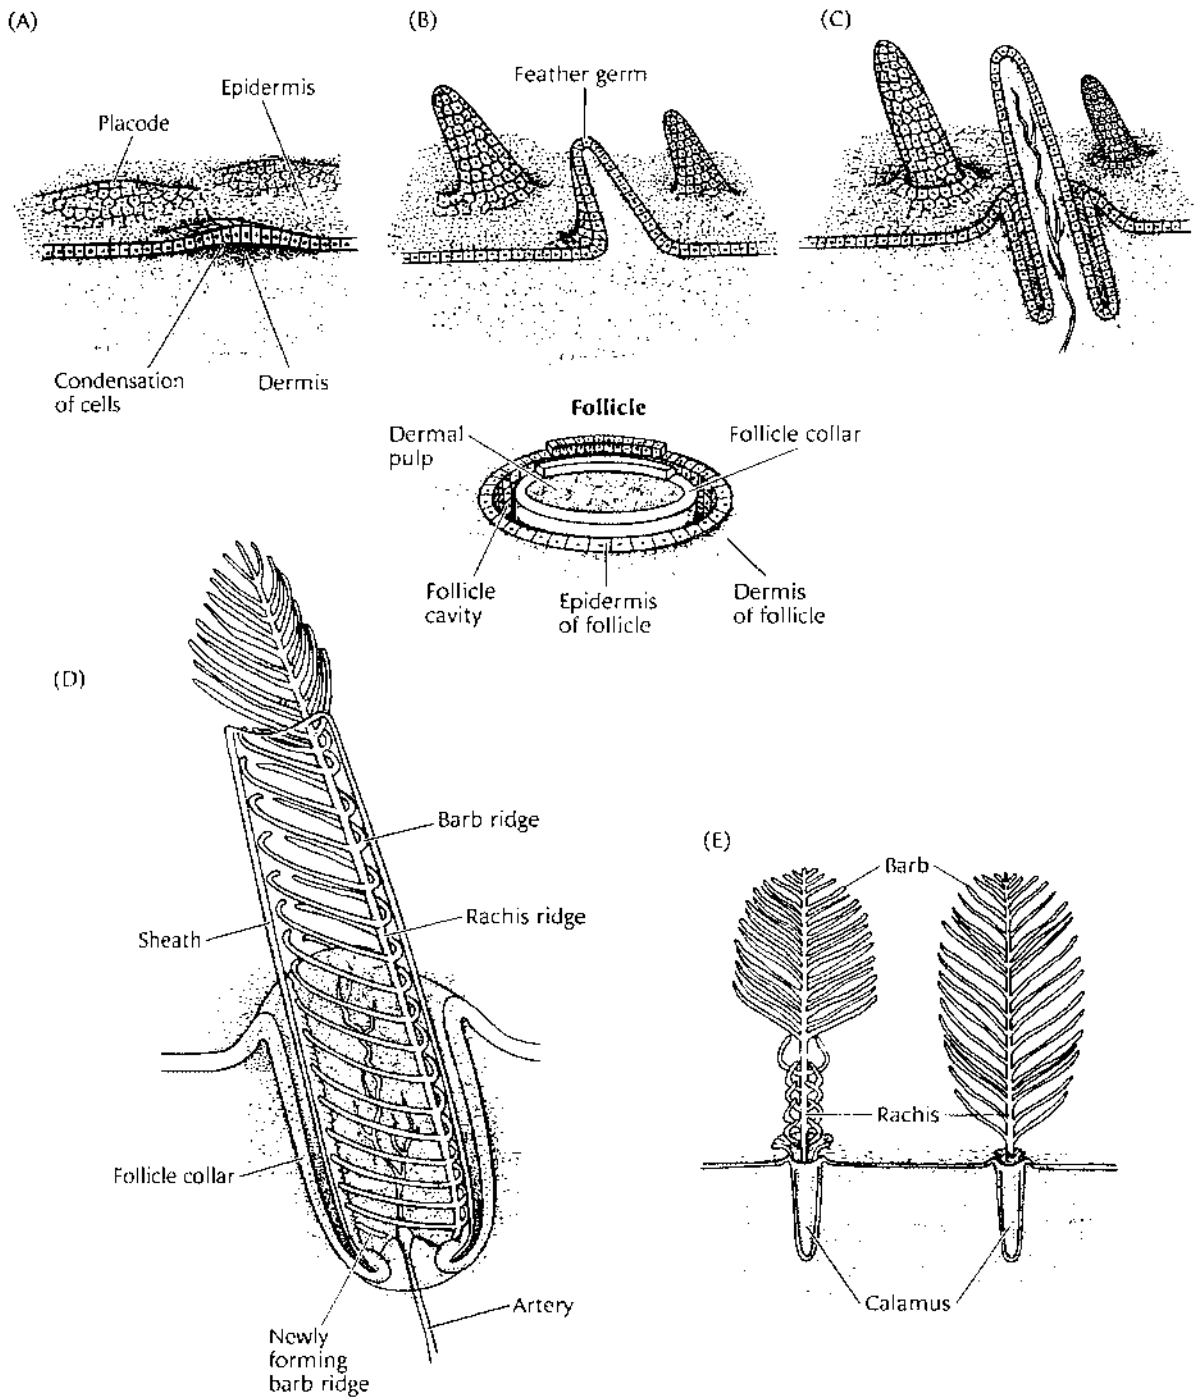 (A)
Epidermis
Placode
Condensation
of cells
Dermis
(B)
Feather germ
(C)
Follicle
Dermal
pulp
Follicle collar
Follicle
cavity
Epidermis
of follicle
Dermis
of follicle
(D)
Barb ridge
Rachis ridge
Sheath
Follicle collar
Artery
Newly
forming
barb ridge
(E)
Barb
Rachis
Calamus